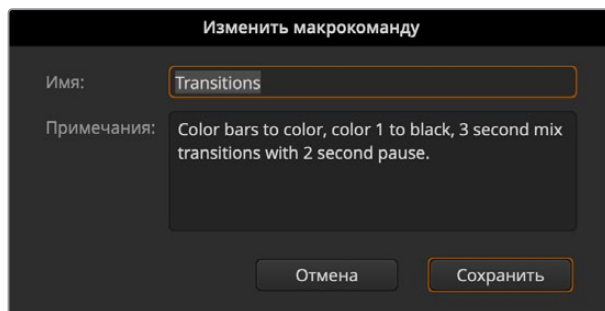 Изменить макрокоманду
Имя: Transitions
Примечания: Color bars to color, color 1 to black, 3 second mix
transitions with 2 second pause.
Отмена Сохранить